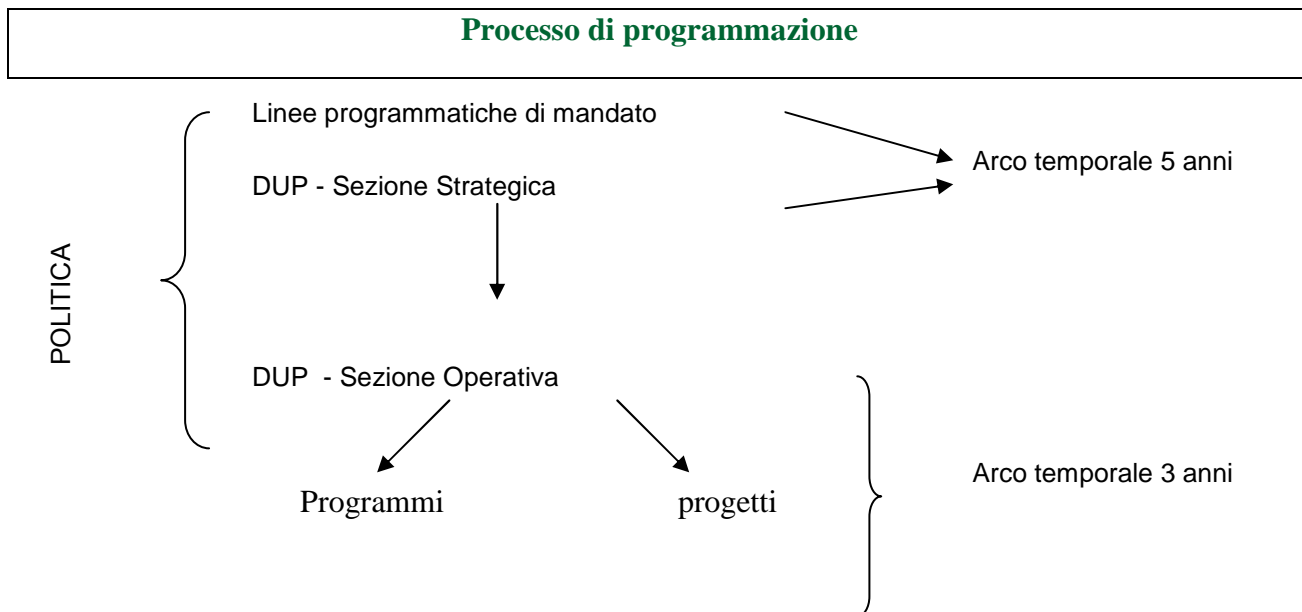 Processo di programmazione
Linee programmatiche di mandato
Arco temporale 5 anni
DUP - Sezione Strategica
POLITICA
DUP - Sezione Operativa
Arco temporale 3 anni
Programmi progetti